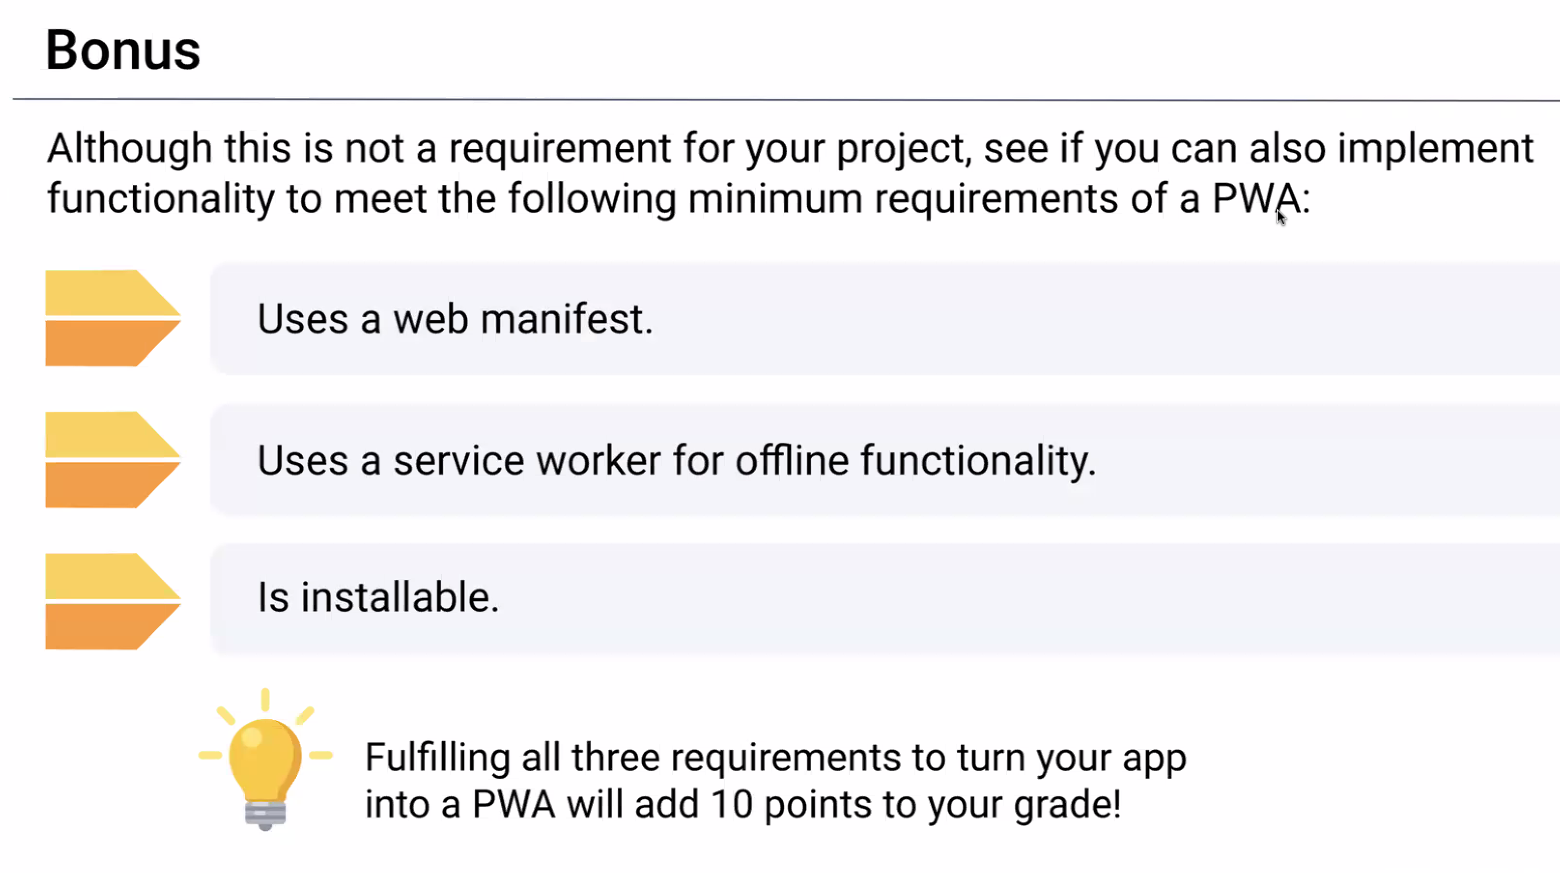 Bonus
Although this is not a requirement for your project, see if you can also implement
functionality to meet the following minimum requirements of a PWA:
Uses a web manifest.
Uses a service worker for offline functionality.
Is installable.
Fulfilling all three requirements to turn your app
into a PWA will add 10 points to your grade!